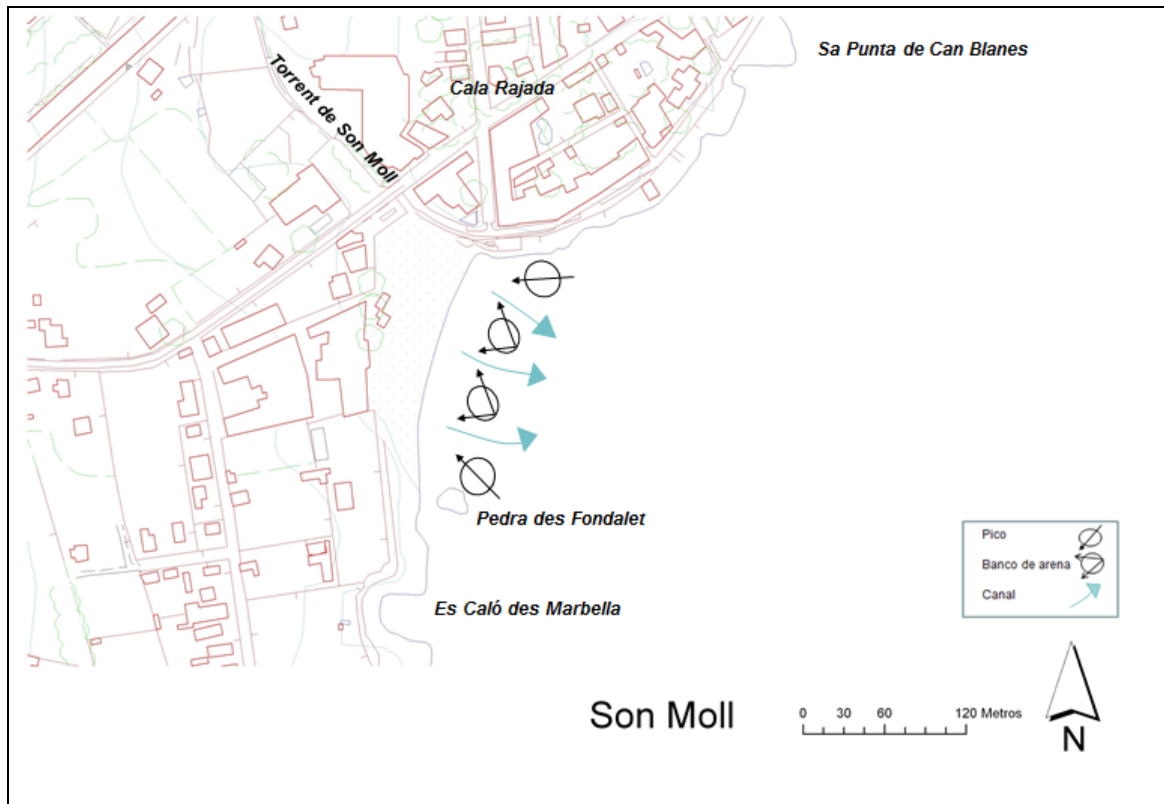 Sa Punta de Can Blanes
Cala Rajada
Torrent de Son Moll
Pedra des Fondalet
Es Caló des Marbella
Pico
Banco de arena
Canal
Son Moll
0 30 60 120 Metros
N